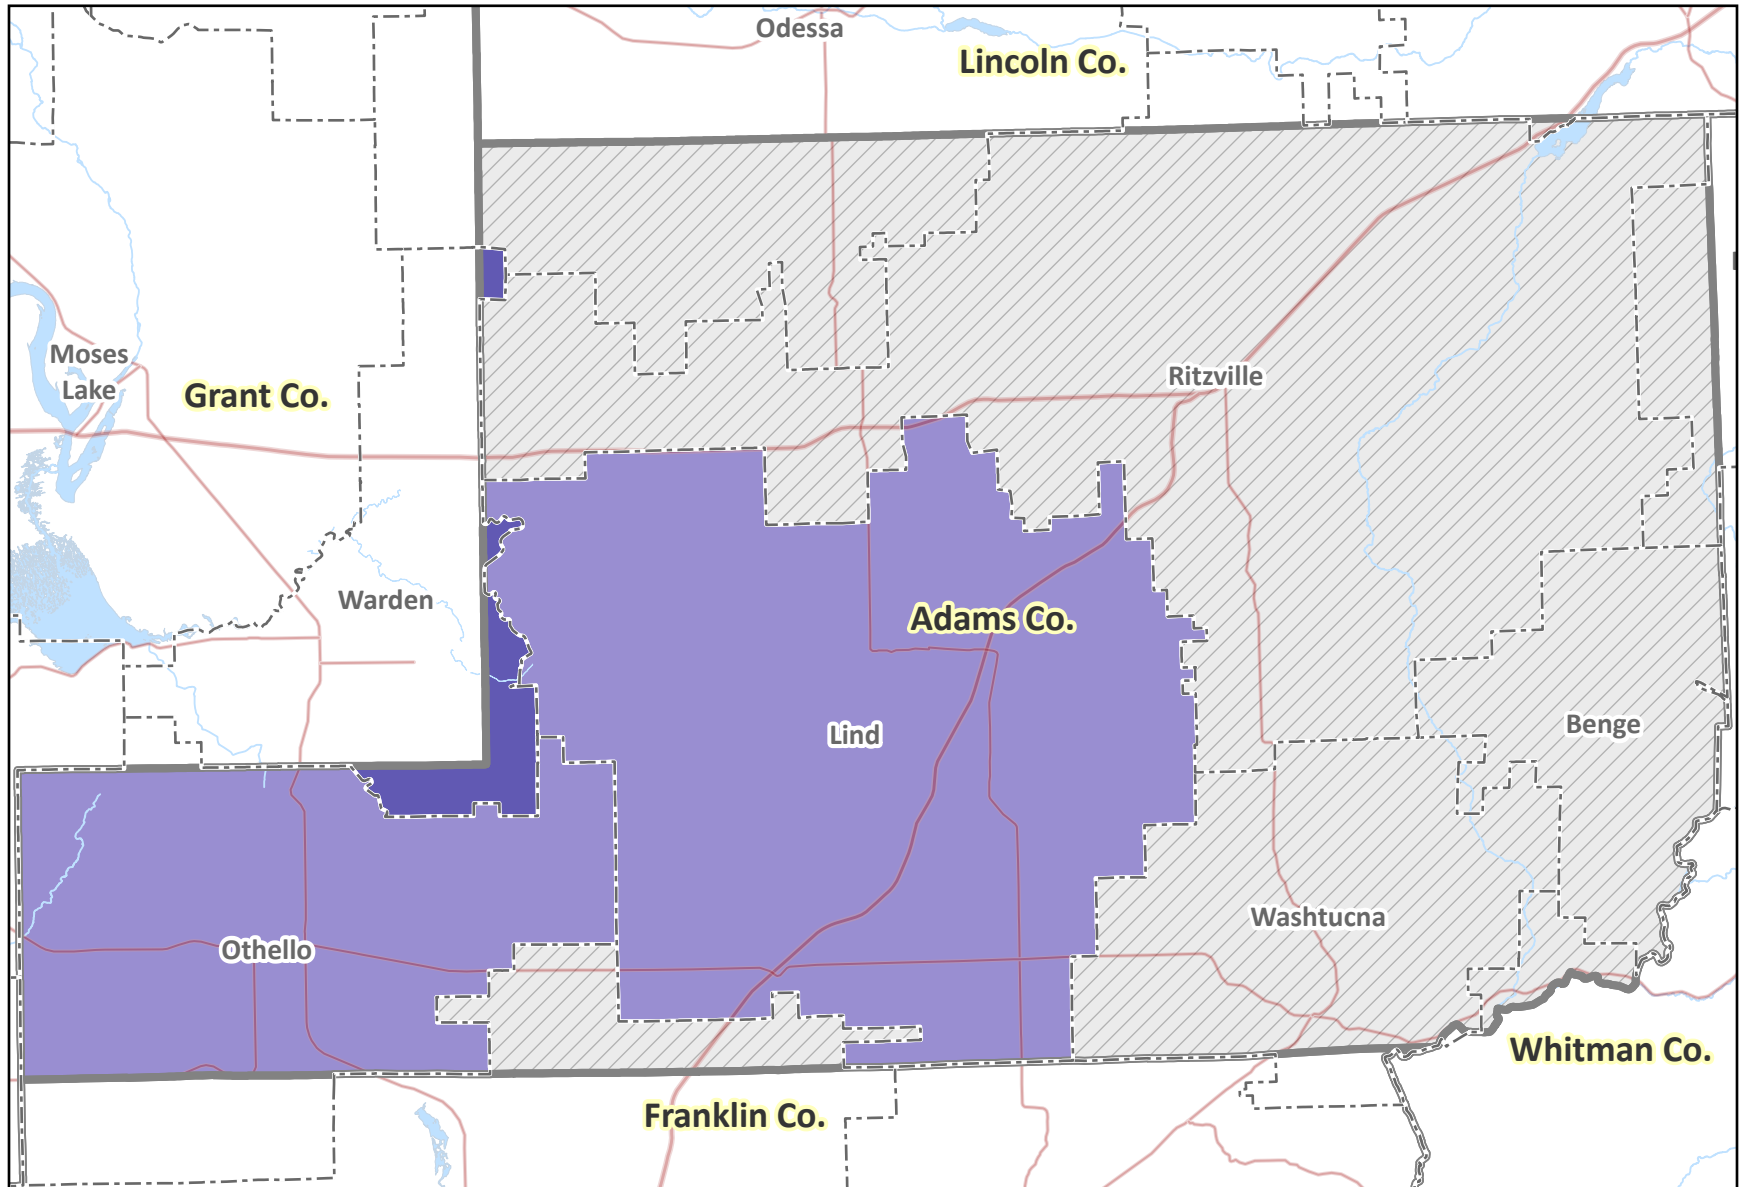 Odessa
Lincoln Co.
Moses
Lake
Grant Co.
Ritzville
Warden
Adams Co.
Lind
Benge
Othello
Washtucna
Whitman Co.
Franklin Co.